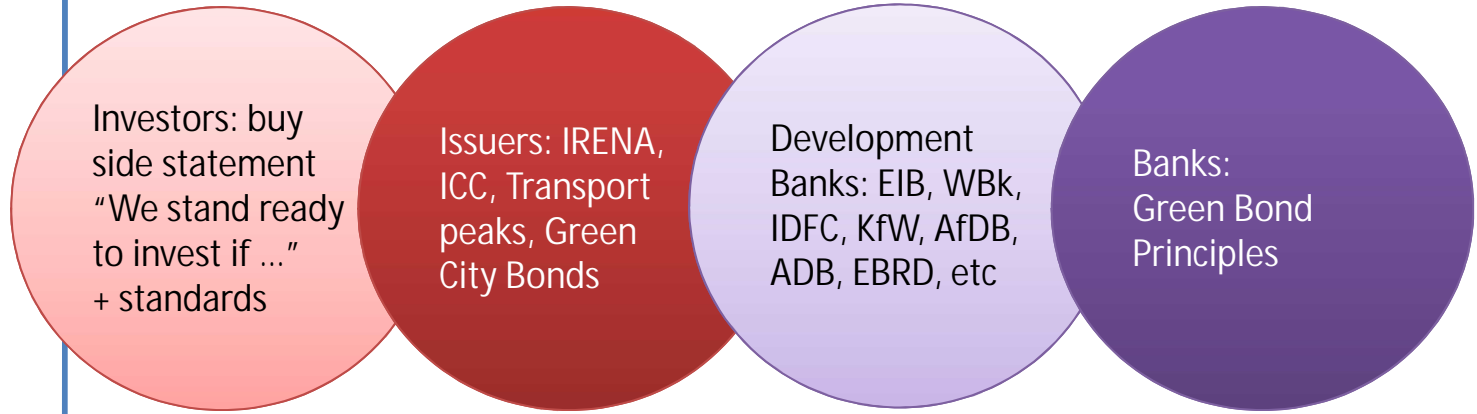 Investors: buy
side statement
“We stand ready
to invest if ...”
+ standards
Issuers: IRENA,
ICC, Transport
peaks, Green
City Bonds
Development
Banks: EIB, WBk,
IDFC, KfW, AfDB,
ADB, EBRD, etc
Banks:
Green Bond
Principles